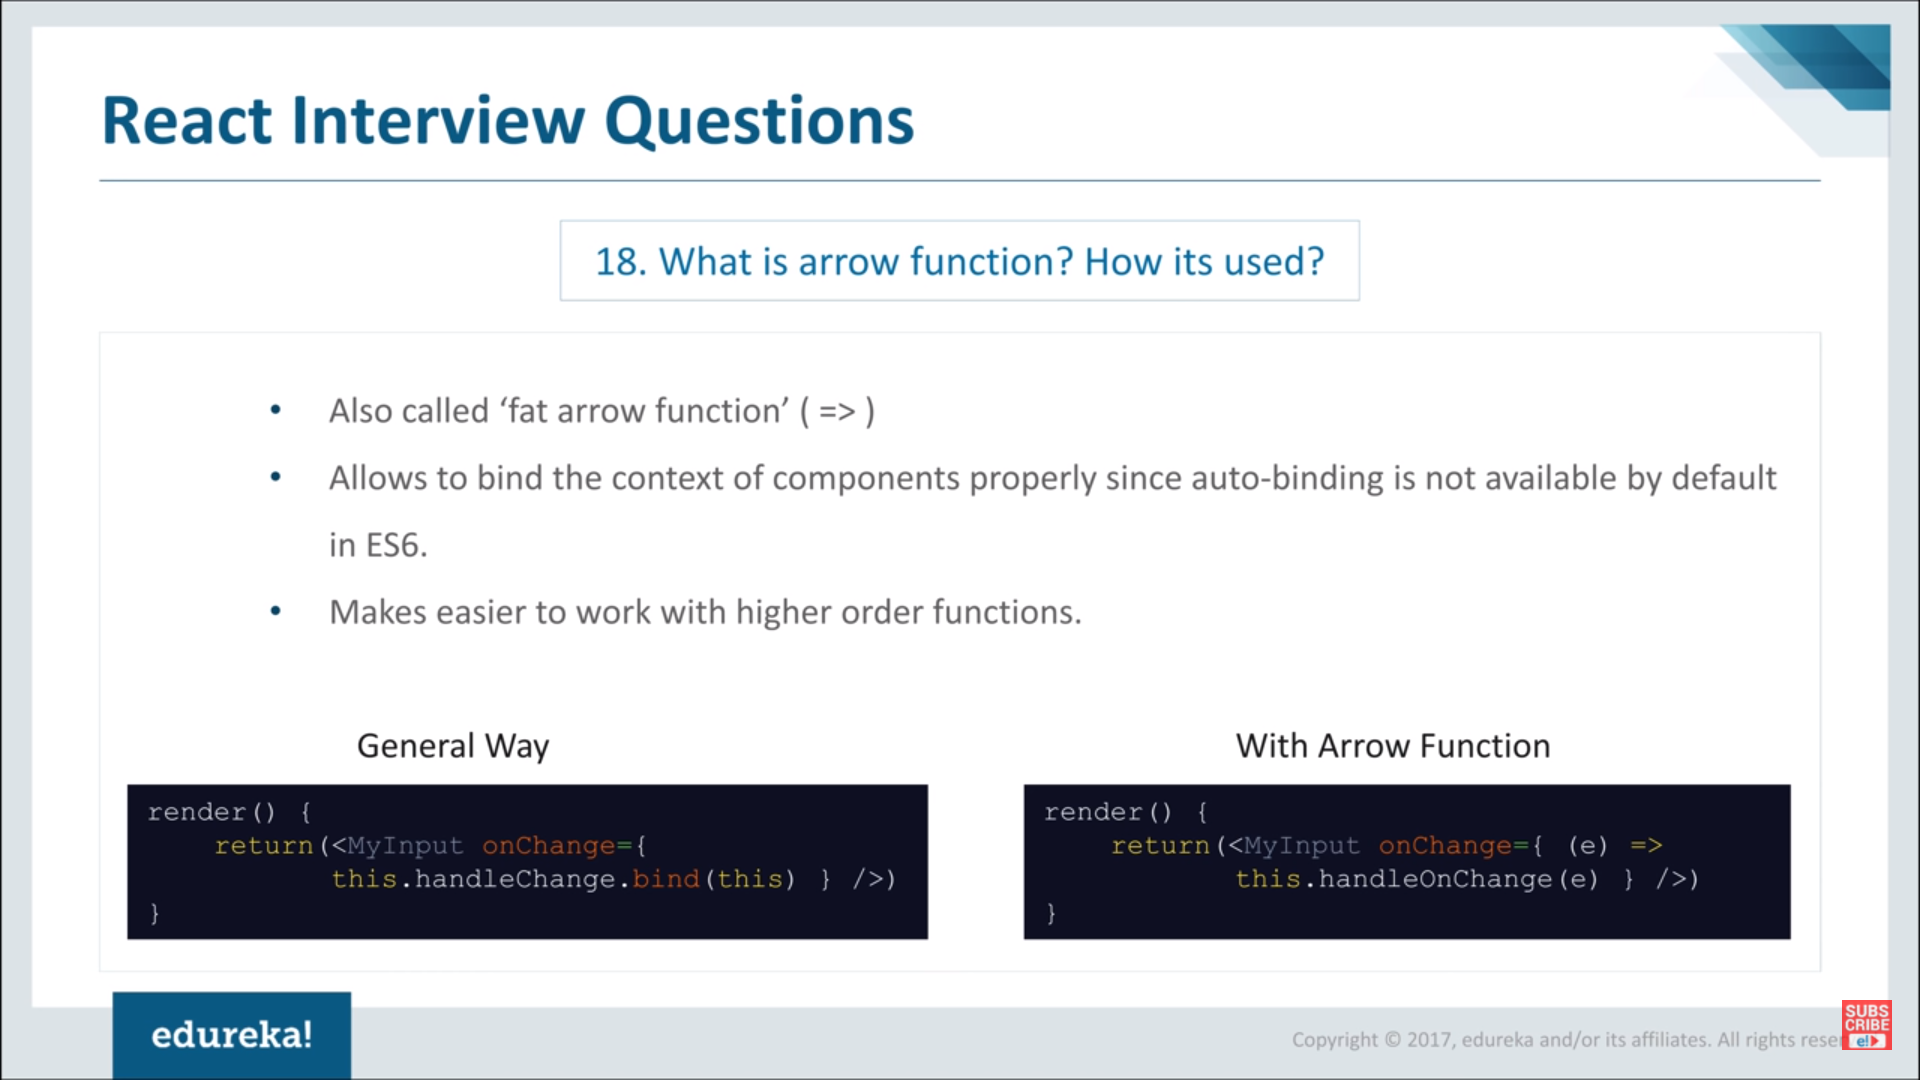 React Interview Questions
18. What is arrow function? How its used?
• Also called ‘fat arrow function’ ( => )
• Allows to bind the context of components properly since auto-binding is not available by default
in ES6.
• Makes easier to work with higher order functions.
General Way
render() {
return(<MyInput onChange={
this.handleChange.bind(this) } />)
}
With Arrow Function
render() {
return(<MyInput onChange={ (e) =>
this.handleOnChange(e) } />)
}
edureka!
Copyright © 2017, edureka and/or its affiliates. All rights
SUBS
CRIBE
e!